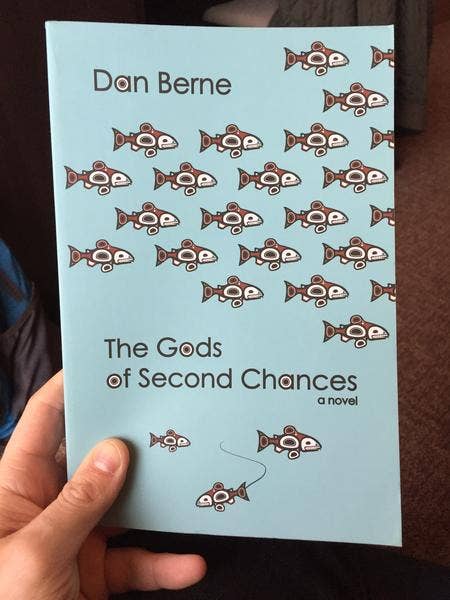 Dan Berne
The Gods
of Second Chances
a novel